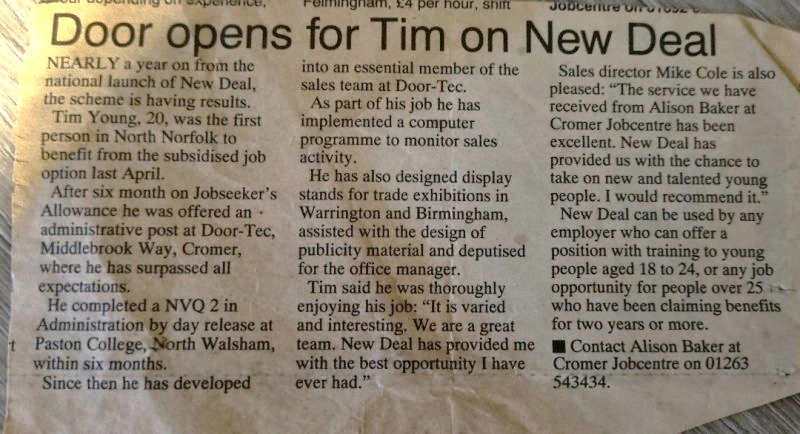 depending on experience,
Felmingham, £4 per hour, shift
Jobcentre on 01692
Door opens for Tim on New Deal
NEARLY a year on from the
national launch of New Deal,
the scheme is having results.
Tim Young, 20, was the first
person in North Norfolk to
benefit from the subsidised job
option last April.
After six month on Jobseeker's
Allowance he was offered an
administrative post at Door-Tec,
Middlebrook Way, Cromer,
where he has surpassed all
expectations.
He completed a NVQ 2 in
Administration by day release at
t Paston College, North Walsham,
within six months.
Since then he has developed
into an essential member of the
sales team at Door-Tec.
As part of his job he has
implemented a computer
programme to monitor sales
activity.
He has also designed display
stands for trade exhibitions in
Warrington and Birmingham,
assisted with the design of
publicity material and deputised
for the office manager.
Tim said he was thoroughly
enjoying his job: “It is varied
and interesting. We are a great
team. New Deal has provided me
with the best opportunity I have
ever had.”
Sales director Mike Cole is also
pleased: “The service we have
received from Alison Baker at
Cromer Jobcentre has been
excellent. New Deal has
provided us with the chance to
take on new and talented young
people. I would recommend it.”
New Deal can be used by any
employer who can offer a
position with training to young
people aged 18 to 24, or any job
opportunity for people over 25
who have been claiming benefits
for two years or more.
■ Contact Alison Baker at
Cromer Jobcentre on 01263
543434.